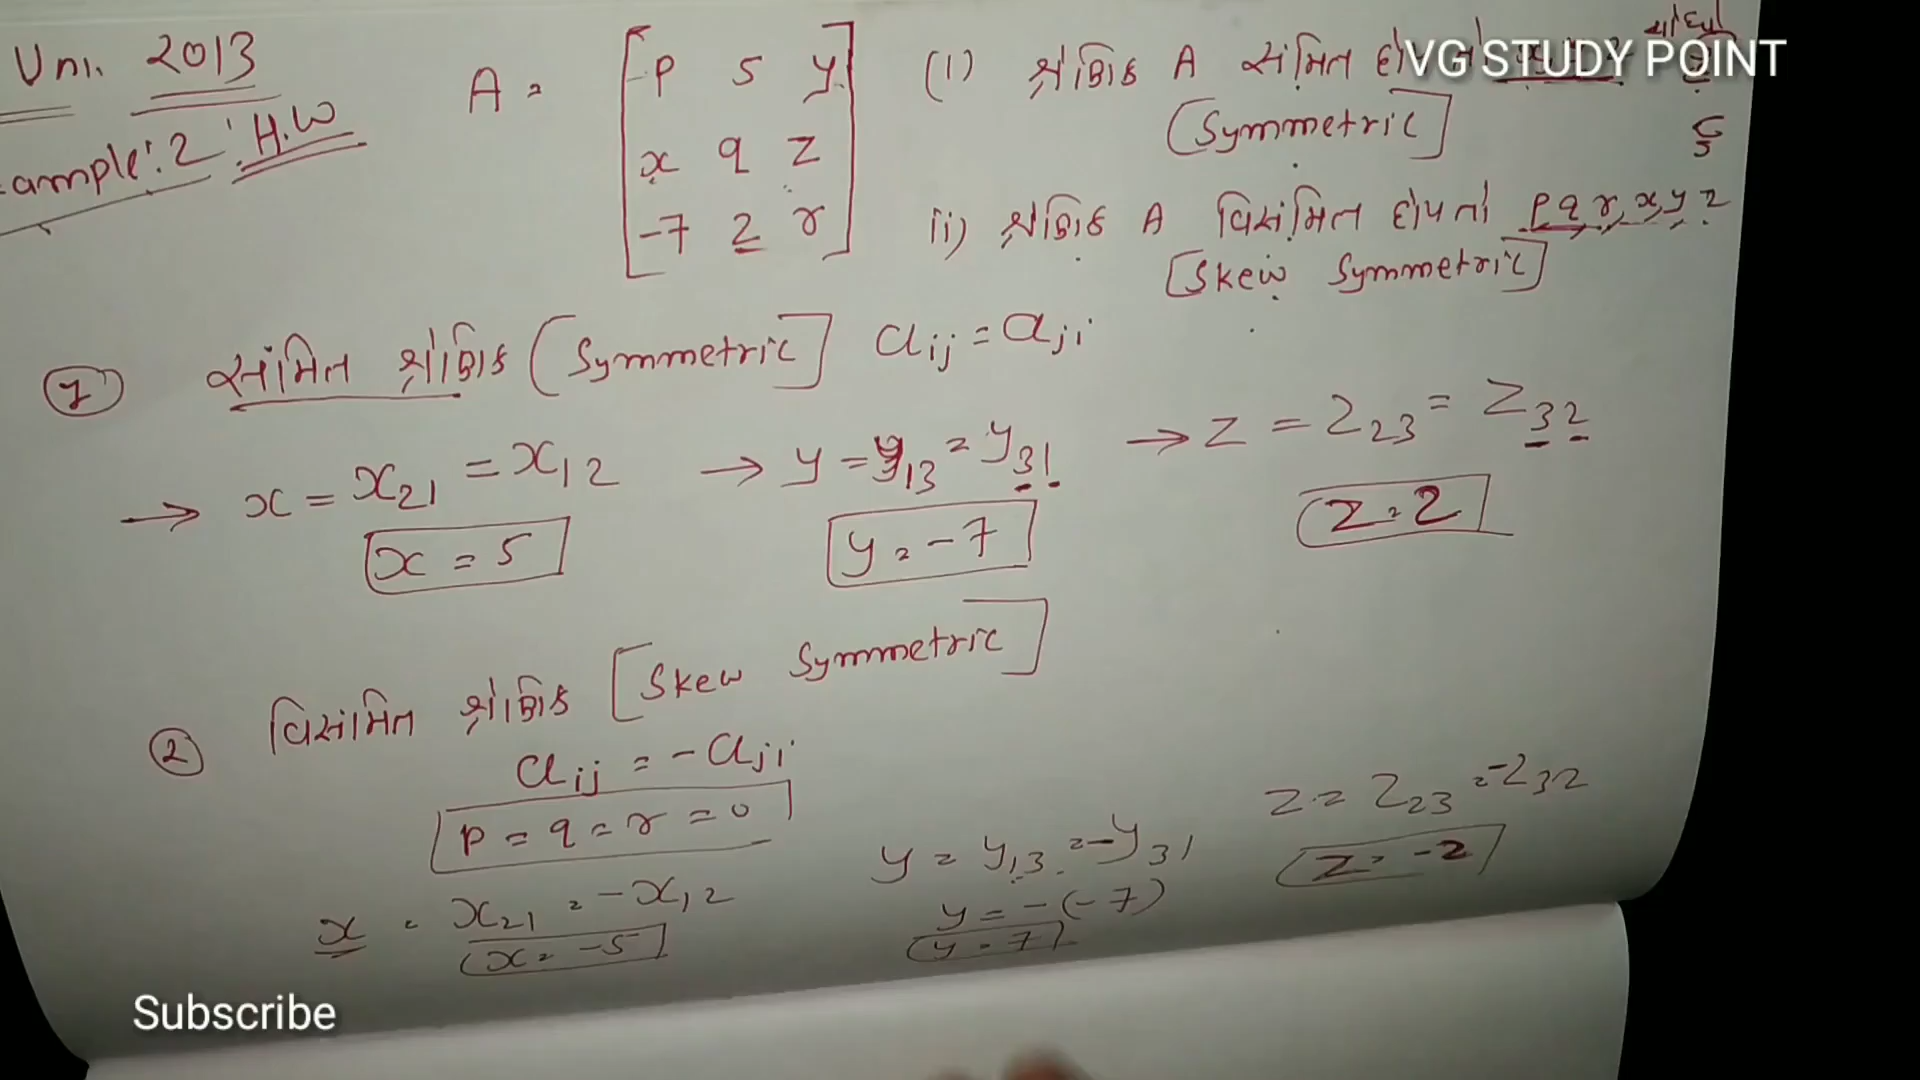 Uni. 2013
ample:2 H.W
A = [ p 5 y
x q z
-7 2 r ]
(i) શ્રેણિક A સંમિત હો
VG STUDY POINT
[Symmetric]
(ii) શ્રેણિક A વિસંમિત હોય તો p q r, x, y z
[Skew Symmetric]
① સંમિત શ્રેણિક [Symmetric] aij = aji
→ x = x21 = x12 → y = y13 = y31 → z = z23 = z32
x = 5 y = -7 z = 2
② વિસંમિત શ્રેણિક [Skew Symmetric]
aij = -aji
p = q = r = 0
x = x21 = -x12 y = y13 = -y31 z = z23 = -z32
x = -5 y = -(-7) z = -2
y = 7
Subscribe